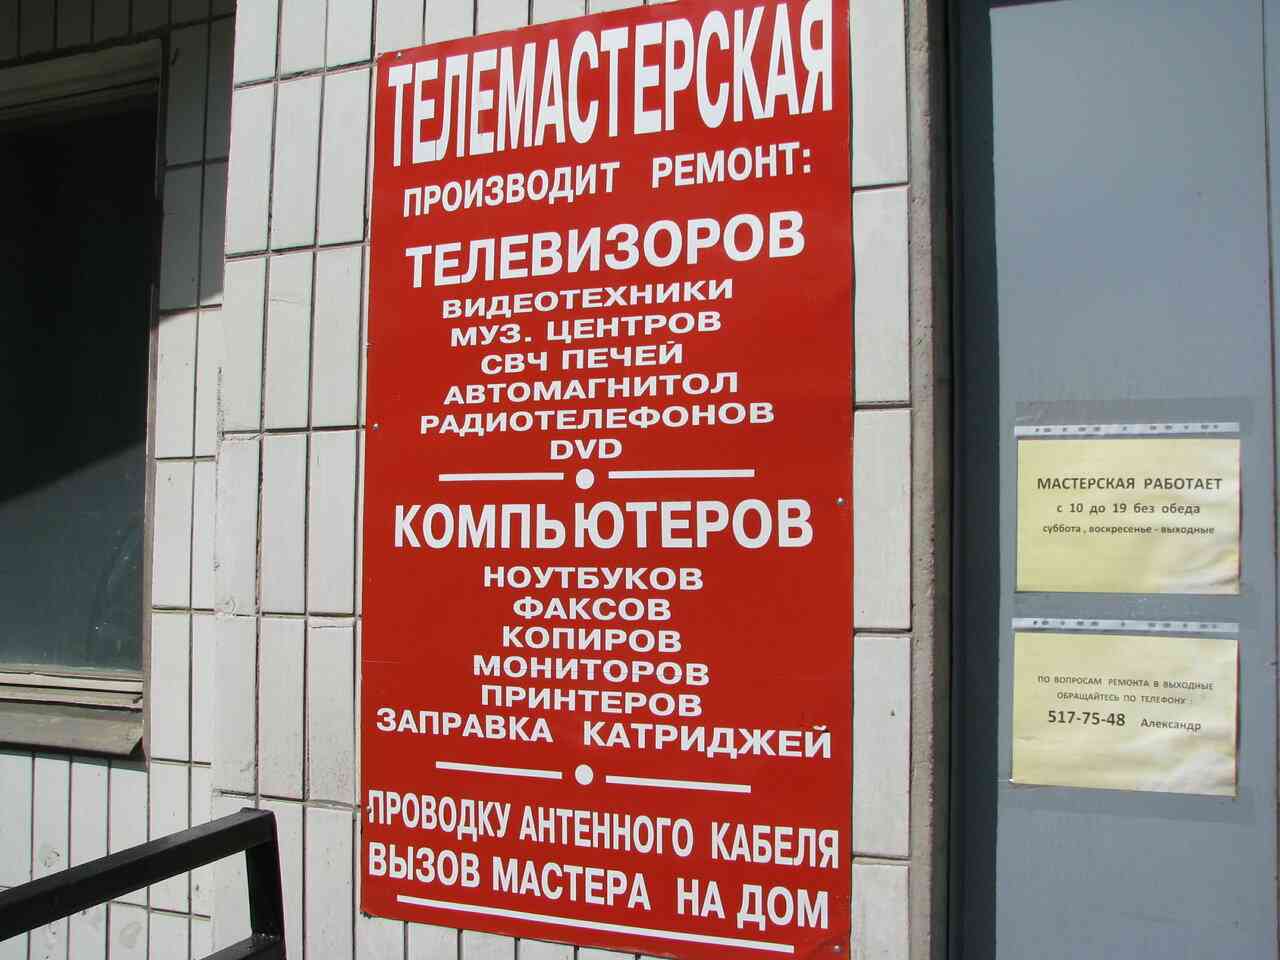 ТЕЛЕМАСТЕРСКАЯ
ПРОИЗВОДИТ РЕМОНТ:
ТЕЛЕВИЗОРОВ
ВИДЕОТЕХНИКИ
МУЗ. ЦЕНТРОВ
СВЧ ПЕЧЕЙ
АВТОМАГНИТОЛ
РАДИОТЕЛЕФОНОВ
DVD
КОМПЬЮТЕРОВ
НОУТБУКОВ
ФАКСОВ
КОПИРОВ
МОНИТОРОВ
ПРИНТЕРОВ
ЗАПРАВКА КАТРИДЖЕЙ
ПРОВОДКУ АНТЕННОГО КАБЕЛЯ
ВЫЗОВ МАСТЕРА НА ДОМ
МАСТЕРСКАЯ РАБОТАЕТ
с 10 до 19 без обеда
суббота , воскресенье - выходные
ПО ВОПРОСАМ РЕМОНТА В ВЫХОДНЫЕ
ОБРАЩАЙТЕСЬ ПО ТЕЛЕФОНУ :
517-75-48 Александр